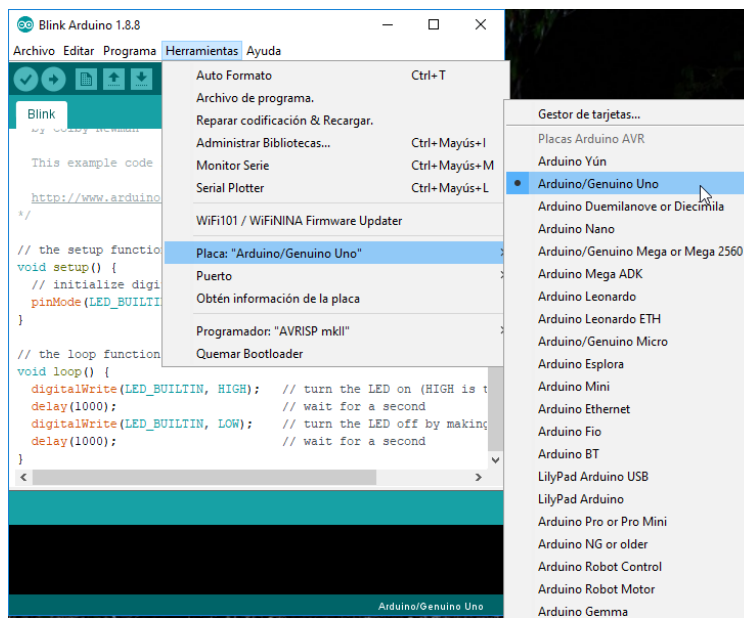 Blink Arduino 1.8.8
Archivo Editar Programa Herramientas Ayuda
Blink
This example code
http://www.arduino
*/
// the setup functio
void setup() {
// initialize digi
pinMode(LED_BUILTI
}
// the loop function
void loop() {
digitalWrite(LED_BUILTIN, HIGH); // turn the LED on (HIGH is t
delay(1000); // wait for a second
digitalWrite(LED_BUILTIN, LOW); // turn the LED off by making
delay(1000); // wait for a second
}
Arduino/Genuino Uno
Auto Formato Ctrl+T
Archivo de programa.
Reparar codificación & Recargar.
Administrar Bibliotecas... Ctrl+Mayús+I
Monitor Serie Ctrl+Mayús+M
Serial Plotter Ctrl+Mayús+L
WiFi101 / WiFiNINA Firmware Updater
Placa: "Arduino/Genuino Uno"
Puerto
Obtén información de la placa
Programador: "AVRISP mkII"
Quemar Bootloader
Gestor de tarjetas...
Placas Arduino AVR
Arduino Yún
Arduino/Genuino Uno
Arduino Duemilanove or Diecimila
Arduino Nano
Arduino/Genuino Mega or Mega 2560
Arduino Mega ADK
Arduino Leonardo
Arduino Leonardo ETH
Arduino/Genuino Micro
Arduino Esplora
Arduino Mini
Arduino Ethernet
Arduino Fio
Arduino BT
LilyPad Arduino USB
LilyPad Arduino
Arduino Pro or Pro Mini
Arduino NG or older
Arduino Robot Control
Arduino Robot Motor
Arduino Gemma